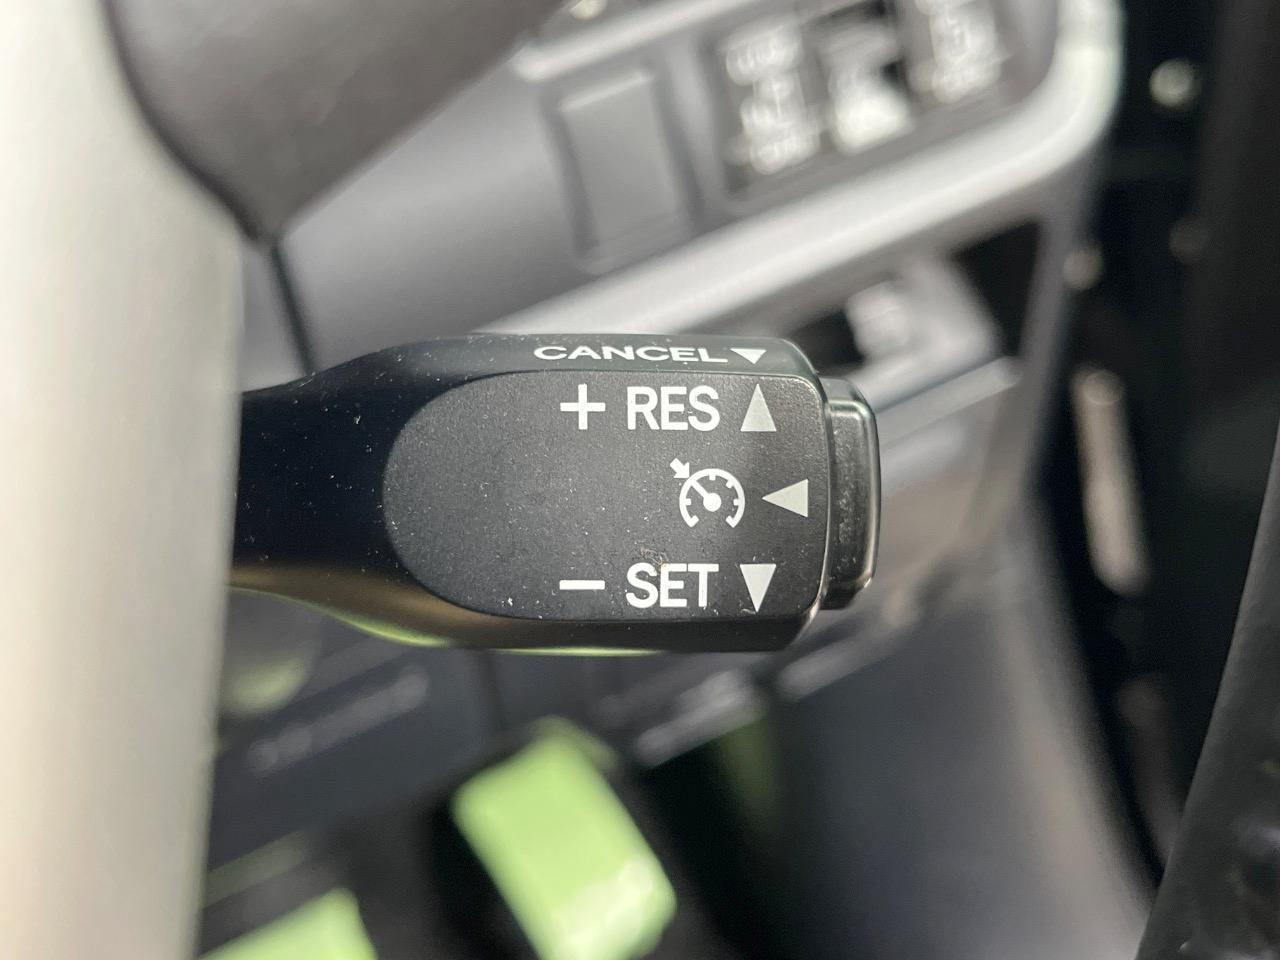 CANCEL▼
+ RES ▲
◀
− SET ▼